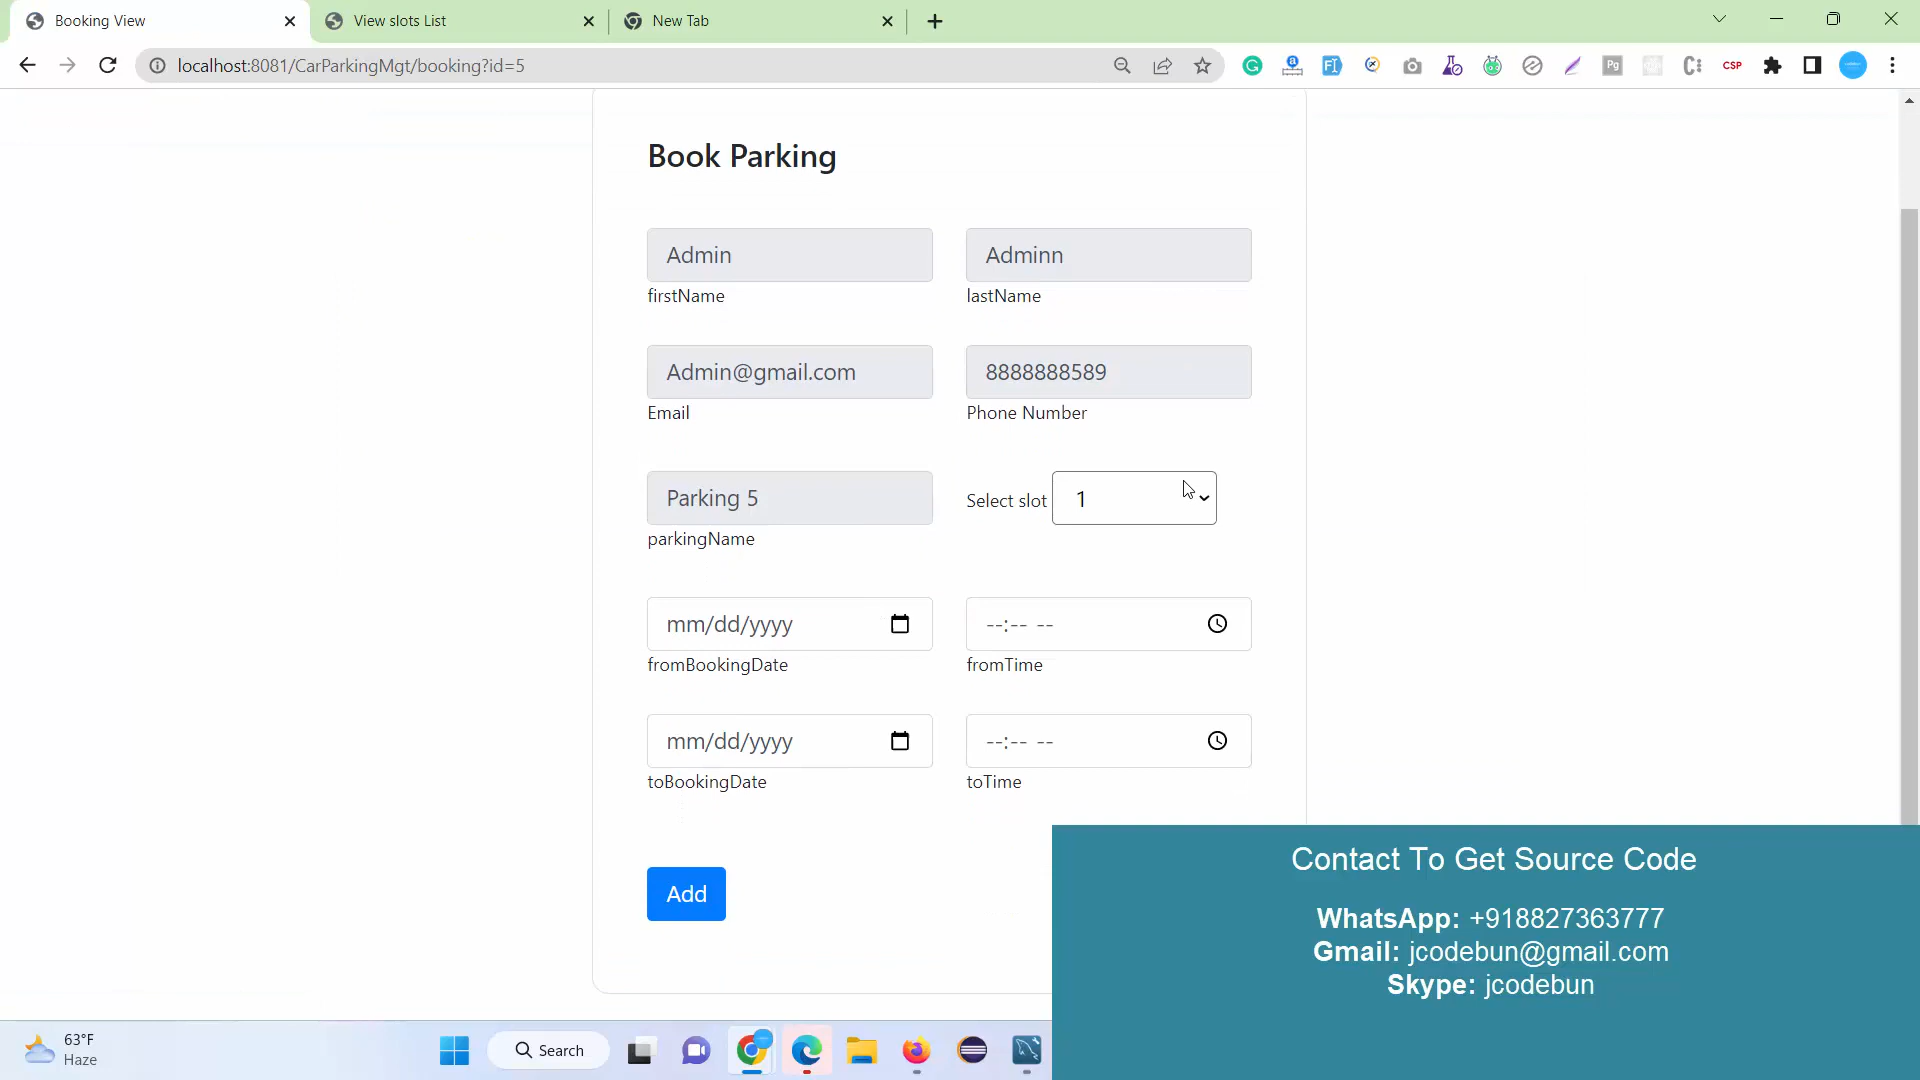 Booking View
View slots List
New Tab
localhost:8081/CarParkingMgt/booking?id=5
CSP
Pg
Book Parking
Admin
Adminn
firstName
lastName
Admin@gmail.com
8888888589
Email
Phone Number
Parking 5
Select slot 1
parkingName
mm/dd/yyyy
--:-- --
fromBookingDate
fromTime
mm/dd/yyyy
--:-- --
toBookingDate
toTime
Add
Contact To Get Source Code
WhatsApp: +918827363777
Gmail: jcodebun@gmail.com
Skype: jcodebun
63°F
Haze
Search